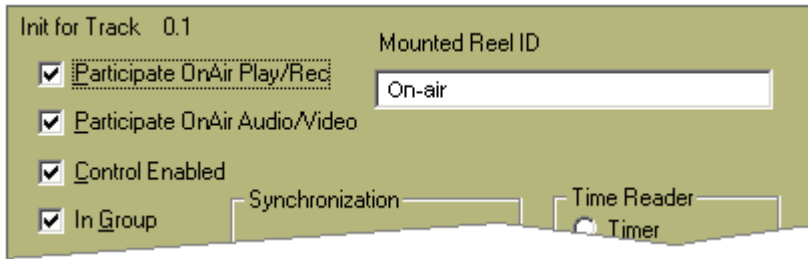 Init for Track 0.1
Mounted Reel ID
Participate OnAir Play/Rec
On-air
Participate OnAir Audio/Video
Control Enabled
Synchronization
Time Reader
In Group
Timer